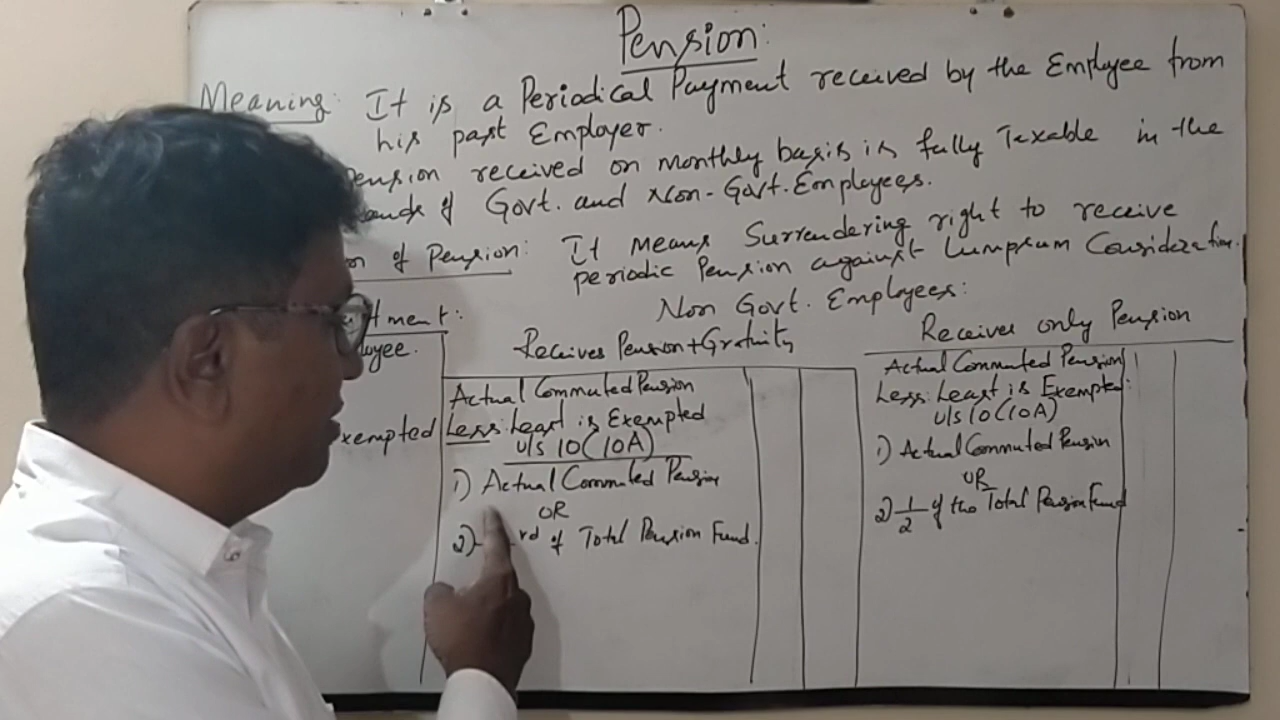 Pension:
Meaning: It is a Periodical Payment received by the Employee from
his past Employer.
ension received on monthly basis is fully Taxable in the
of Govt. and Non-Govt. Employees.
of Pension: It Means Surrendering right to receive
periodic Pension against Lumpsum Consideration.
Non Govt. Employees:
tment:
Receives Pension+Gratuity
Receives only Pension
oyee.
Actual Commuted Pension
Less: Least is Exempted
U/s 10(10A)
1) Actual Commuted Pension
OR
2) rd of Total Pension Fund.
xempted
Actual Commuted Pension
Less: Least is Exempted:
U/s 10(10A)
1) Actual Commuted Pension
OR
2) 1/2 of the Total Pension Fund